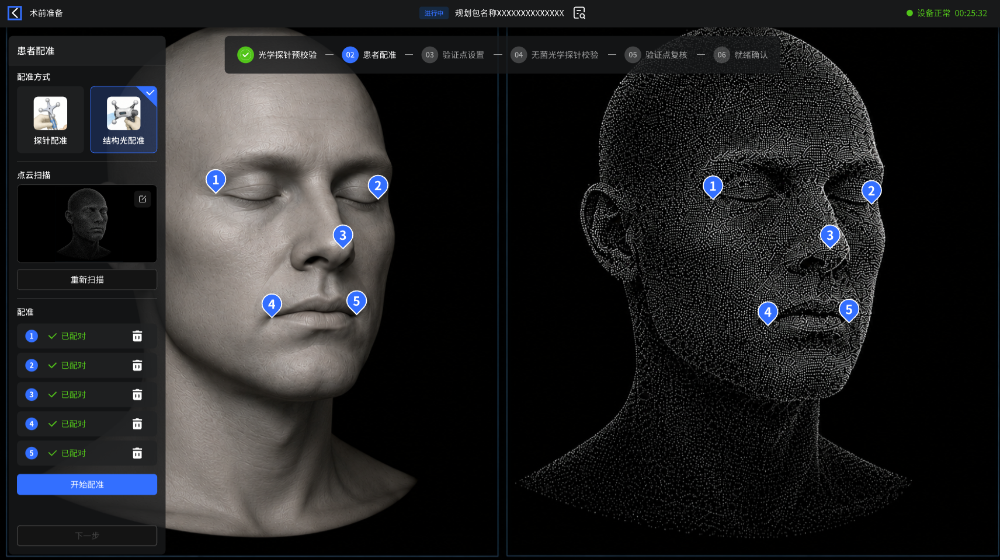 术前准备
进行中 规划包名称XXXXXXXXXXXXXX
设备正常 00:25:32
患者配准
光学探针预校验 — 02 患者配准 — 03 验证点设置 — 04 无菌光学探针校验 — 05 验证点复核 — 06 就绪确认
配准方式
探针配准 结构光配准
点云扫描
重新扫描
配准
1 已配对
2 已配对
3 已配对
4 已配对
5 已配对
开始配准
下一步
1
2
3
4
5
1
2
3
4
5